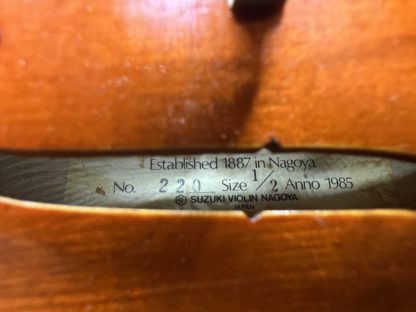 Established 1887 in Nagoya
No. 220 Size 1/2 Anno 1985
SUZUKI VIOLIN NAGOYA
JAPAN